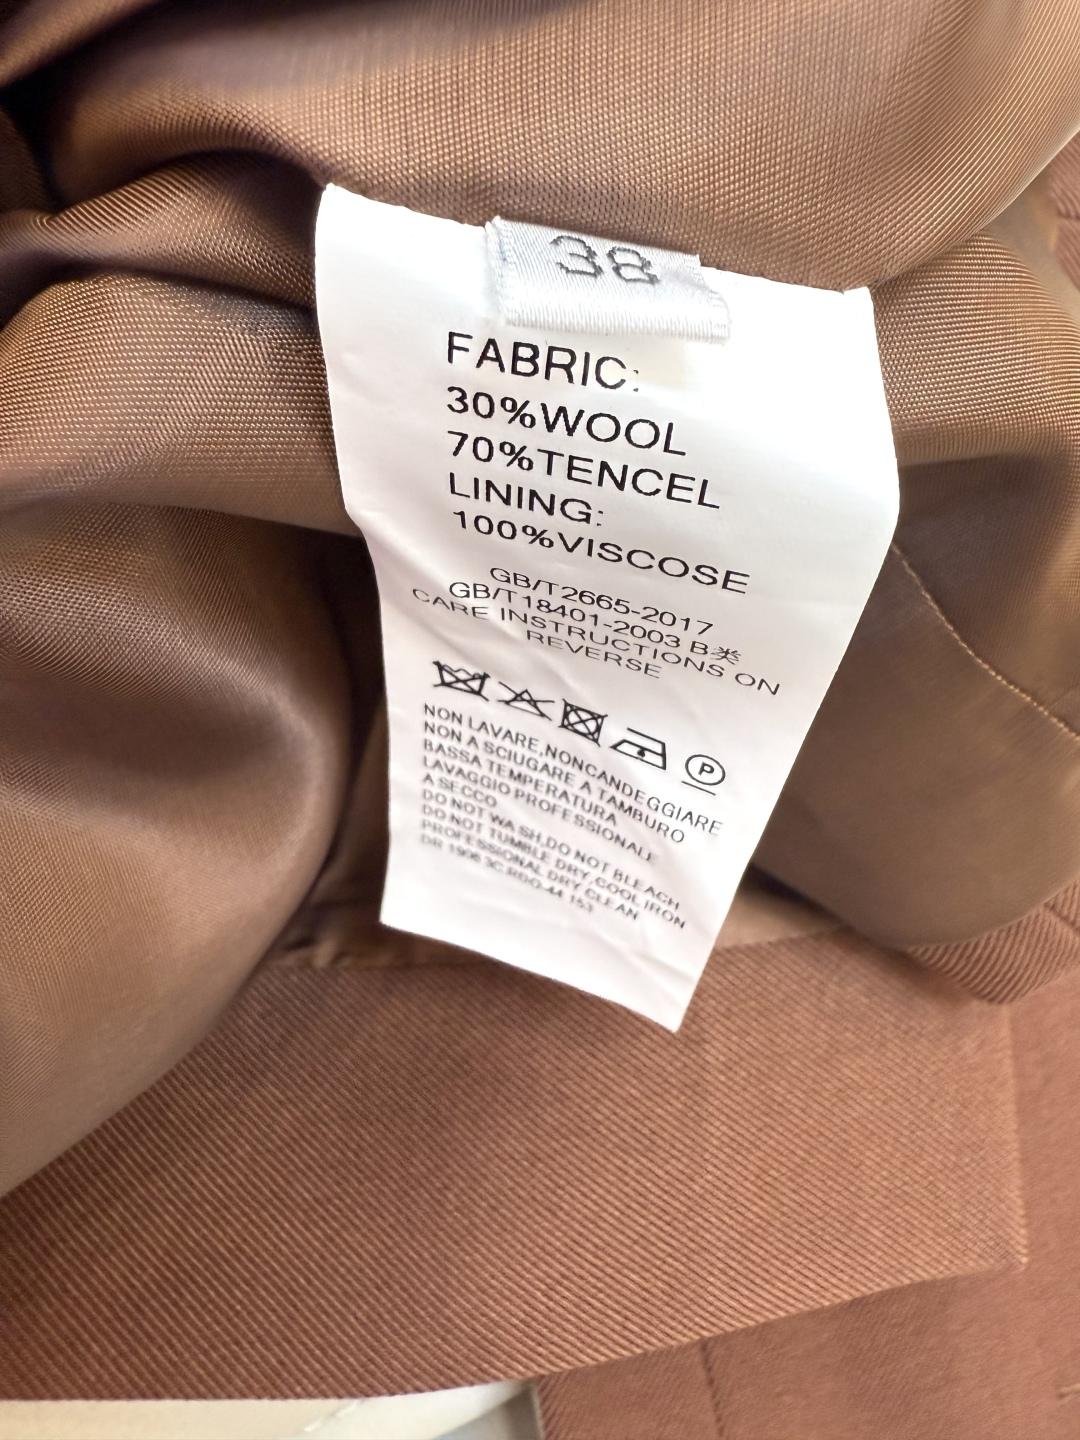 38
FABRIC:
30%WOOL
70%TENCEL
LINING:
100%VISCOSE
GB/T2665-2017
GB/T18401-2003 B类
CARE INSTRUCTIONS ON
REVERSE
P
NON LAVARE,NONCANDEGGIARE
NON A SCIUGARE A TAMBURO
BASSA TEMPERATURA
LAVAGGIO PROFESSIONALE
A SECCO
DO NOT WA SH.DO NOT BLEACH
DO NOT TUMBLE DRY ,COOL IRON
PROFESSIONAL DRY CLEAN
DR 153